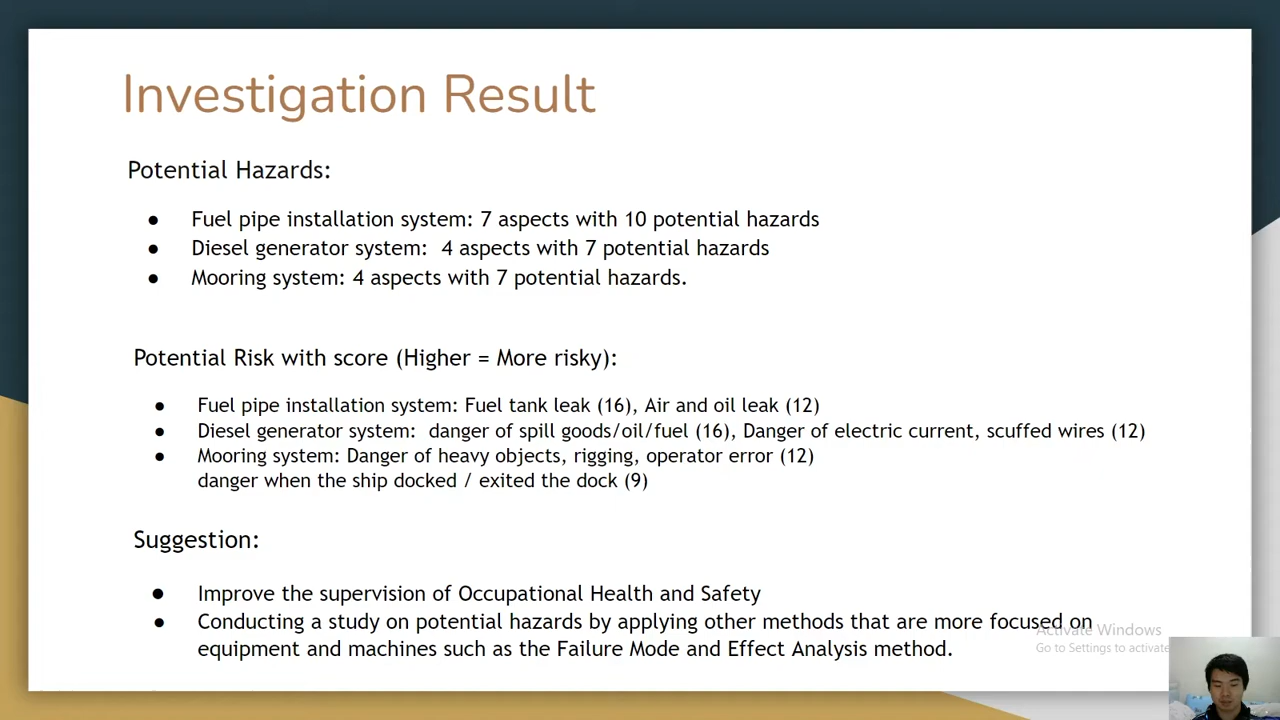 Investigation Result
Potential Hazards:
● Fuel pipe installation system: 7 aspects with 10 potential hazards
● Diesel generator system:  4 aspects with 7 potential hazards
● Mooring system: 4 aspects with 7 potential hazards.
Potential Risk with score (Higher = More risky):
● Fuel pipe installation system: Fuel tank leak (16), Air and oil leak (12)
● Diesel generator system:  danger of spill goods/oil/fuel (16), Danger of electric current, scuffed wires (12)
● Mooring system: Danger of heavy objects, rigging, operator error (12)
danger when the ship docked / exited the dock (9)
Suggestion:
● Improve the supervision of Occupational Health and Safety
● Conducting a study on potential hazards by applying other methods that are more focused on
equipment and machines such as the Failure Mode and Effect Analysis method.
Activate Windows
Go to Settings to activate